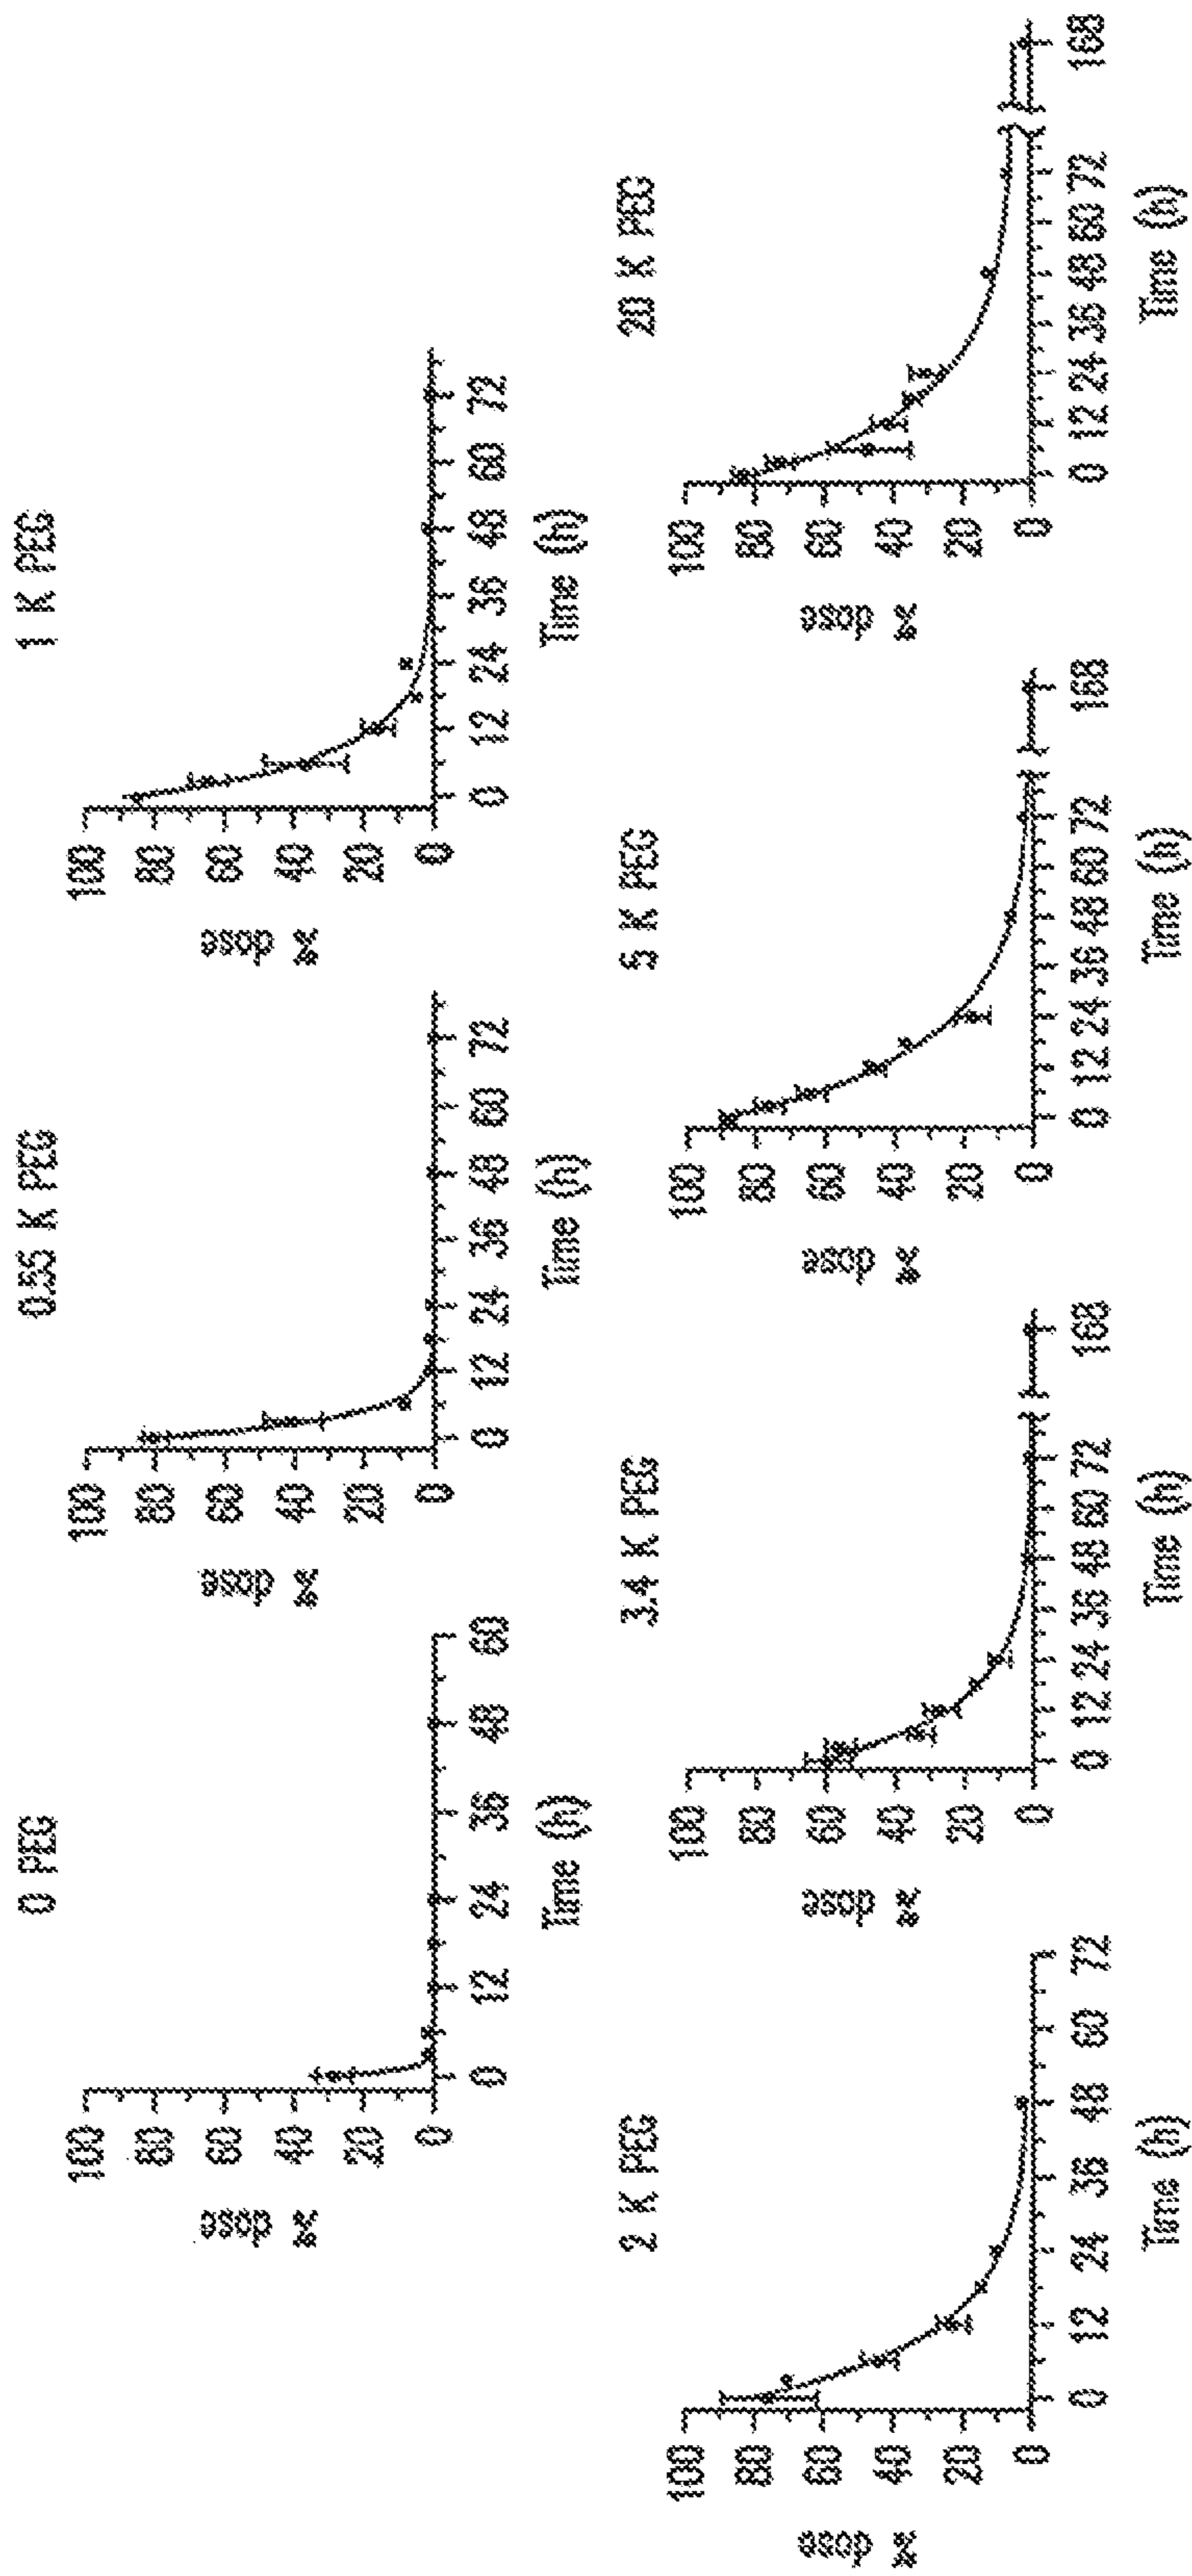 0 PEG
% dose
100
80
60
40
20
0
0 12 24 36 48 60
Time (h)
0.55 K PEG
% dose
100
80
60
40
20
0
0 12 24 36 48 60 72
Time (h)
1 K PEG
% dose
100
80
60
40
20
0
0 12 24 36 48 60 72
Time (h)
2 K PEG
% dose
100
80
60
40
20
0
0 12 24 36 48 60 72
Time (h)
3.4 K PEG
% dose
100
80
60
40
20
0
0 12 24 36 48 60 72 168
Time (h)
5 K PEG
% dose
100
80
60
40
20
0
0 12 24 36 48 60 72 168
Time (h)
20 K PEG
% dose
100
80
60
40
20
0
0 12 24 36 48 60 72 168
Time (h)